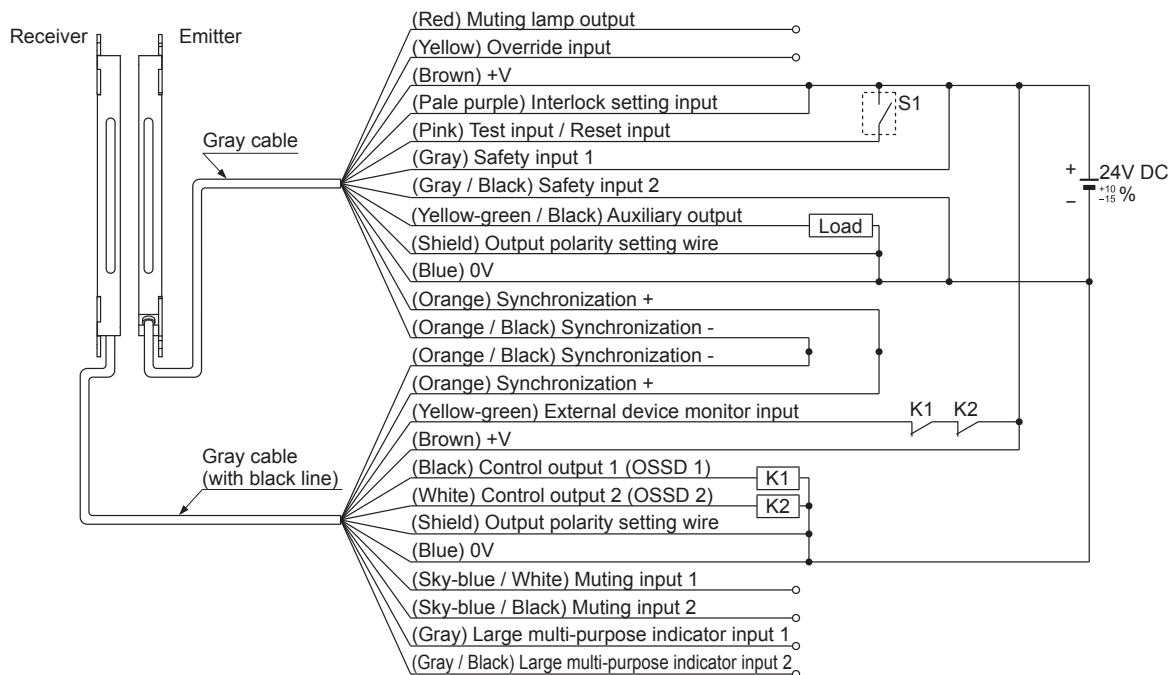 Receiver
Emitter
Gray cable
(Red) Muting lamp output
(Yellow) Override input
(Brown) +V
(Pale purple) Interlock setting input
S1
(Pink) Test input / Reset input
(Gray) Safety input 1
(Gray / Black) Safety input 2
(Yellow-green / Black) Auxiliary output
Load
(Shield) Output polarity setting wire
(Blue) 0V
(Orange) Synchronization +
(Orange / Black) Synchronization -
+
−
24V DC
+10
−15 %
(Orange / Black) Synchronization -
(Orange) Synchronization +
(Yellow-green) External device monitor input
K1
K2
(Brown) +V
Gray cable
(with black line)
(Black) Control output 1 (OSSD 1)
K1
(White) Control output 2 (OSSD 2)
K2
(Shield) Output polarity setting wire
(Blue) 0V
(Sky-blue / White) Muting input 1
(Sky-blue / Black) Muting input 2
(Gray) Large multi-purpose indicator input 1
(Gray / Black) Large multi-purpose indicator input 2